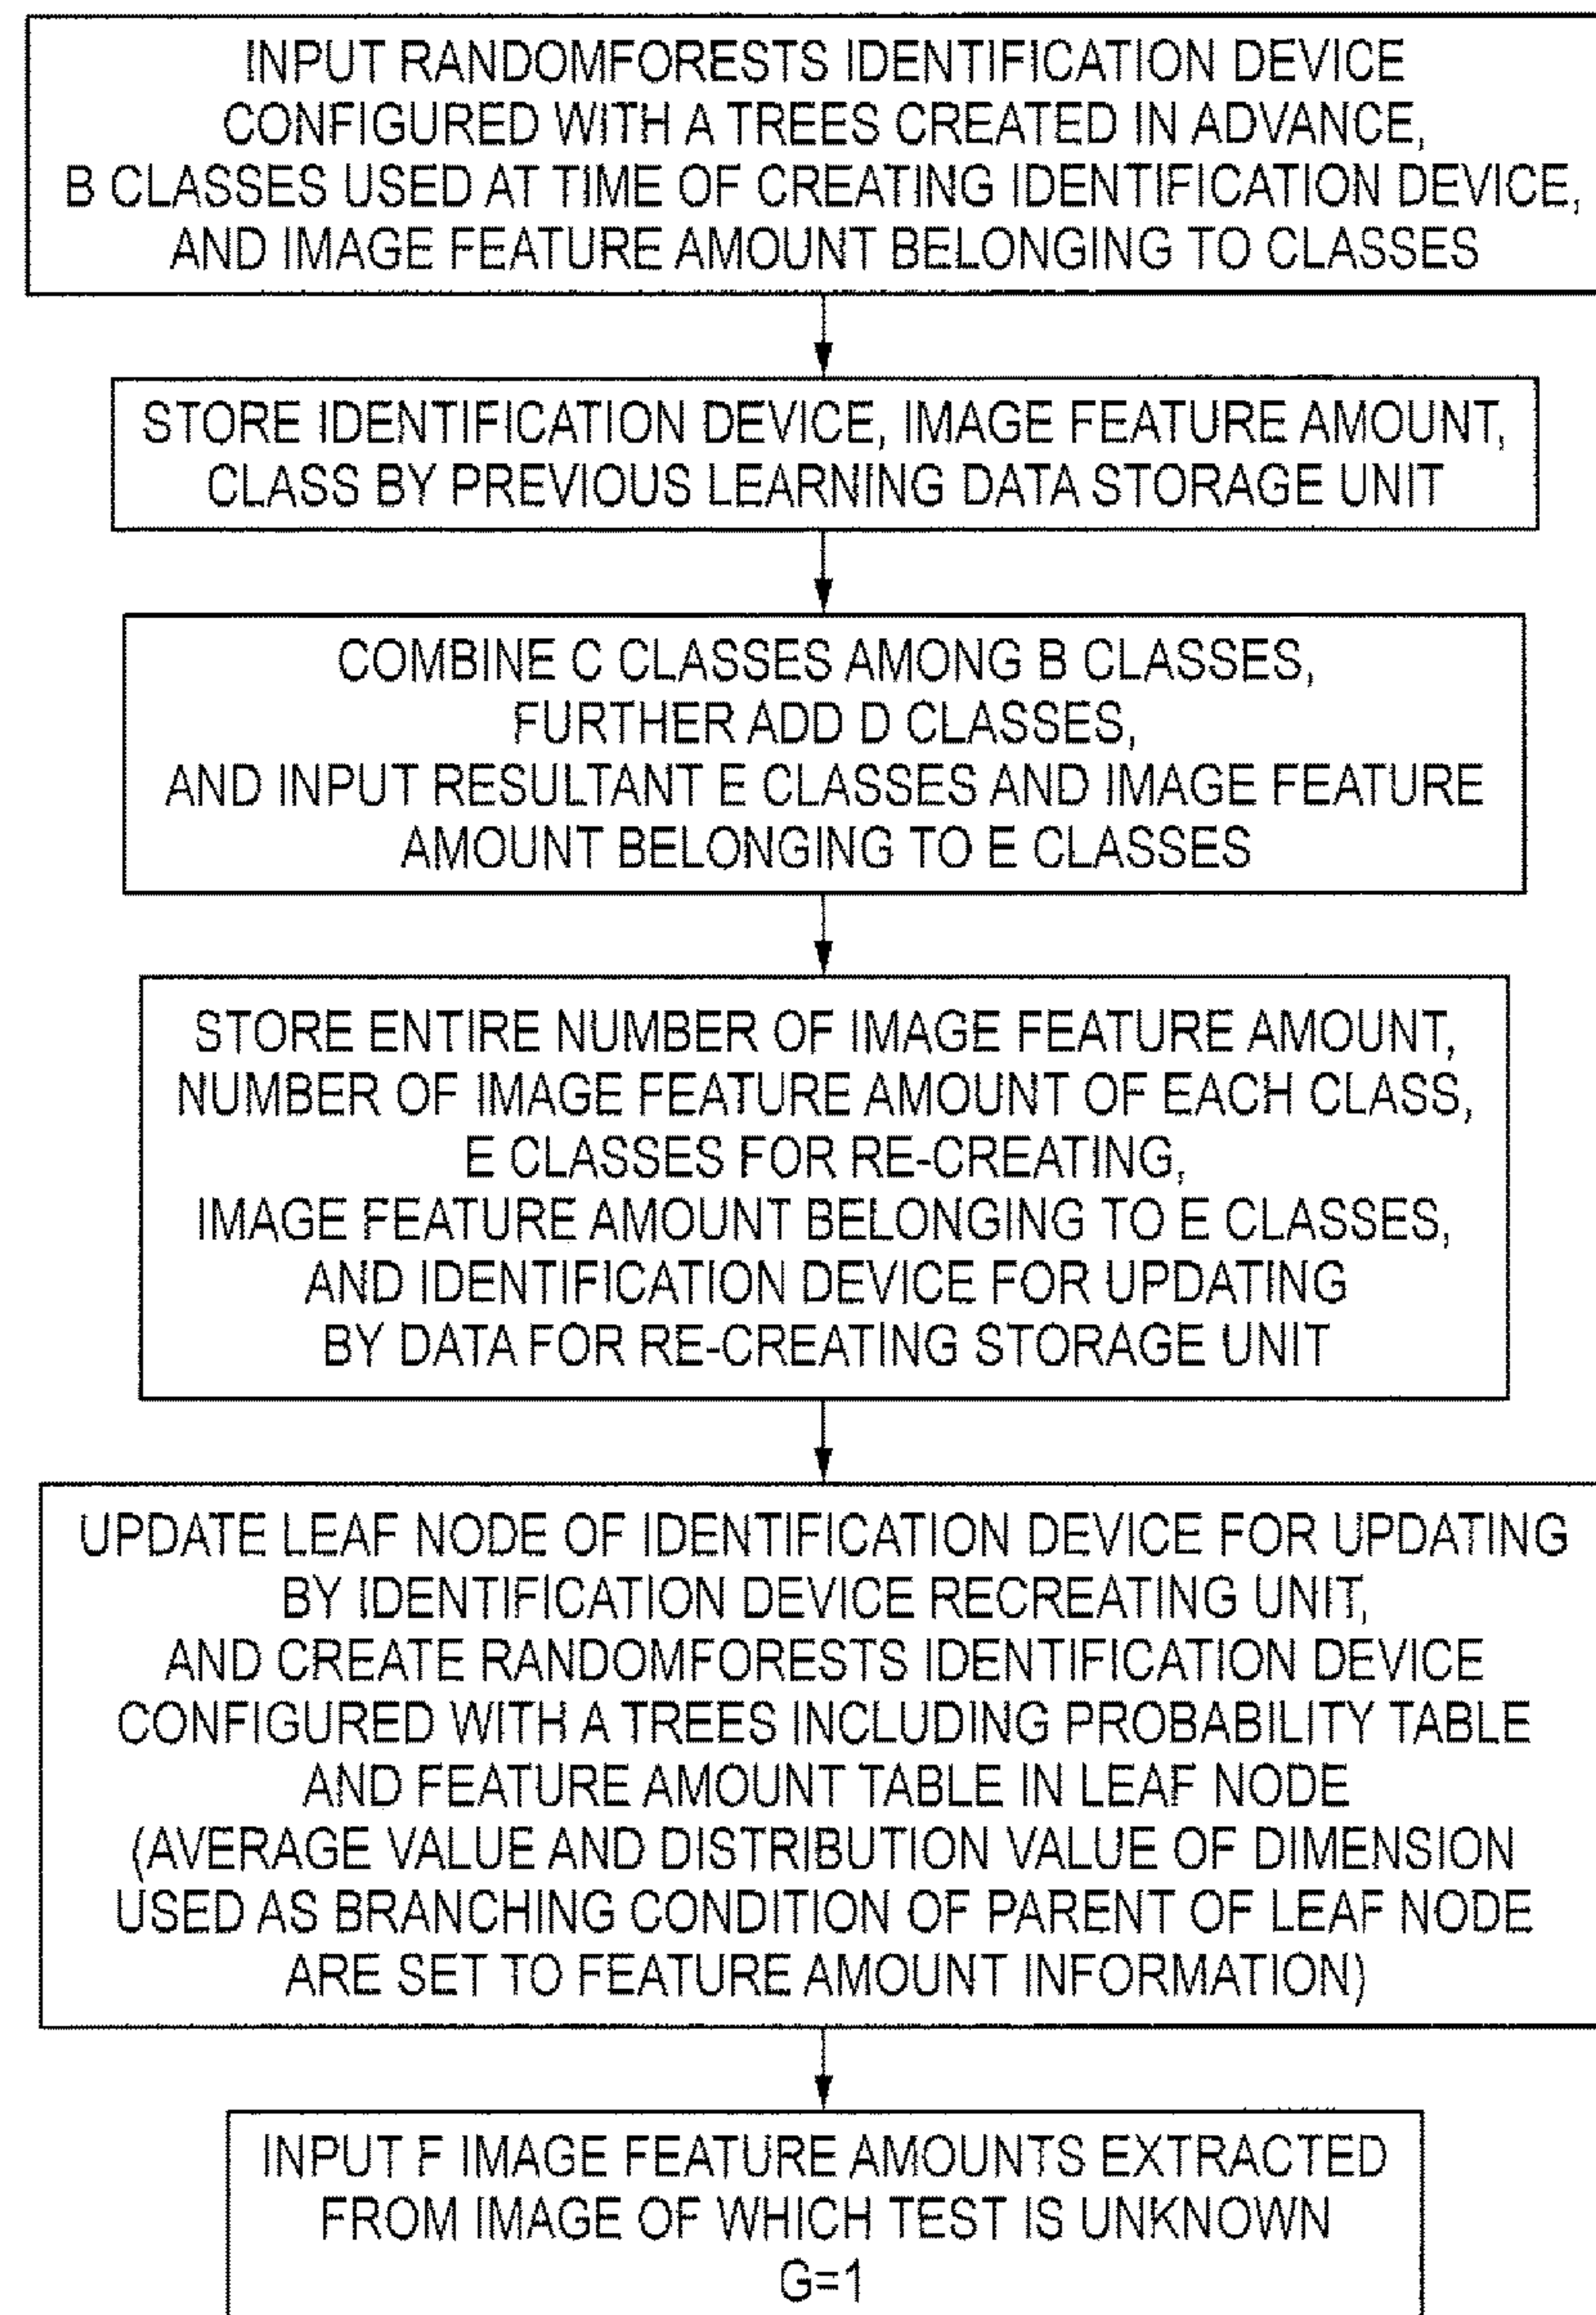 INPUT RANDOMFORESTS IDENTIFICATION DEVICE
CONFIGURED WITH A TREES CREATED IN ADVANCE,
B CLASSES USED AT TIME OF CREATING IDENTIFICATION DEVICE,
AND IMAGE FEATURE AMOUNT BELONGING TO CLASSES
STORE IDENTIFICATION DEVICE, IMAGE FEATURE AMOUNT,
CLASS BY PREVIOUS LEARNING DATA STORAGE UNIT
COMBINE C CLASSES AMONG B CLASSES,
FURTHER ADD D CLASSES,
AND INPUT RESULTANT E CLASSES AND IMAGE FEATURE
AMOUNT BELONGING TO E CLASSES
STORE ENTIRE NUMBER OF IMAGE FEATURE AMOUNT,
NUMBER OF IMAGE FEATURE AMOUNT OF EACH CLASS,
E CLASSES FOR RE-CREATING,
IMAGE FEATURE AMOUNT BELONGING TO E CLASSES,
AND IDENTIFICATION DEVICE FOR UPDATING
BY DATA FOR RE-CREATING STORAGE UNIT
UPDATE LEAF NODE OF IDENTIFICATION DEVICE FOR UPDATING
BY IDENTIFICATION DEVICE RECREATING UNIT,
AND CREATE RANDOMFORESTS IDENTIFICATION DEVICE
CONFIGURED WITH A TREES INCLUDING PROBABILITY TABLE
AND FEATURE AMOUNT TABLE IN LEAF NODE
(AVERAGE VALUE AND DISTRIBUTION VALUE OF DIMENSION
USED AS BRANCHING CONDITION OF PARENT OF LEAF NODE
ARE SET TO FEATURE AMOUNT INFORMATION)
INPUT F IMAGE FEATURE AMOUNTS EXTRACTED
FROM IMAGE OF WHICH TEST IS UNKNOWN
G=1